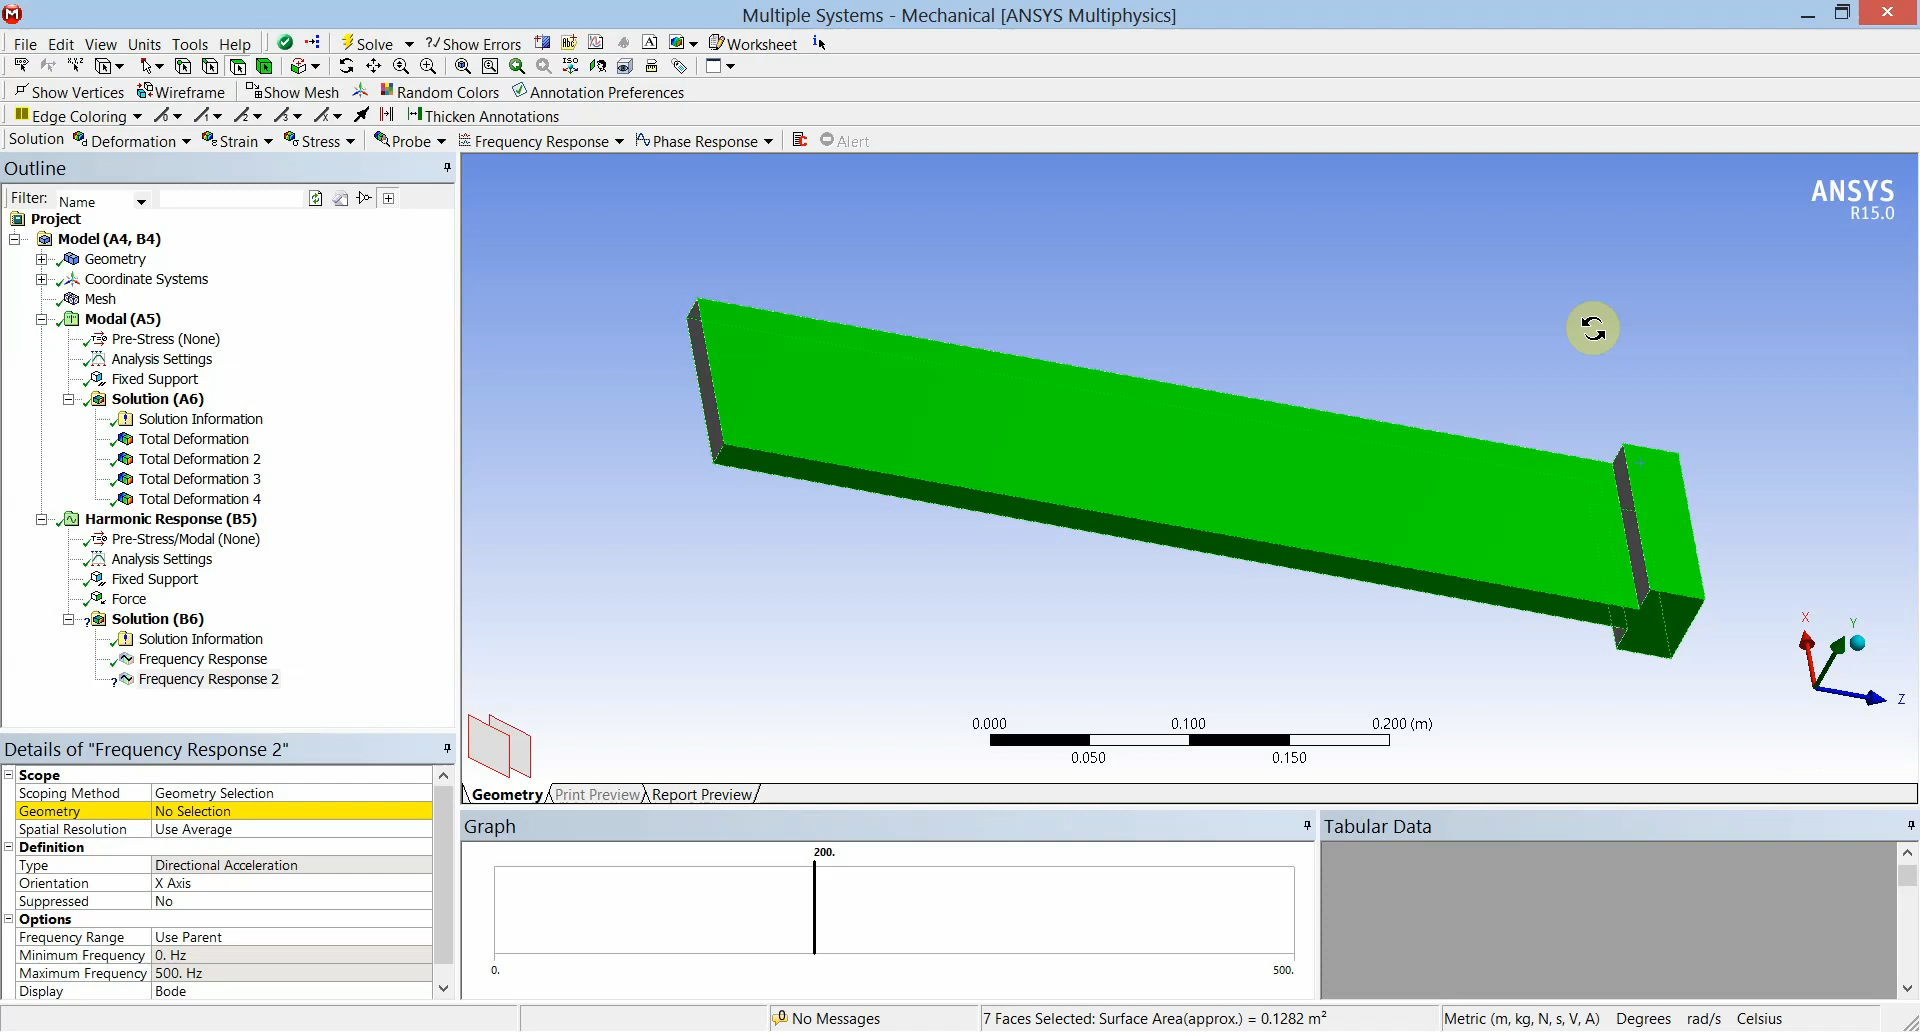 Multiple Systems - Mechanical [ANSYS Multiphysics]
File Edit View Units Tools Help Solve ?/Show Errors Worksheet
Show Vertices Wireframe Show Mesh Random Colors Annotation Preferences
Edge Coloring Thicken Annotations
Solution Deformation Strain Stress Probe Frequency Response Phase Response Alert
Outline
Filter: Name
Project
Model (A4, B4)
Geometry
Coordinate Systems
Mesh
Modal (A5)
Pre-Stress (None)
Analysis Settings
Fixed Support
Solution (A6)
Solution Information
Total Deformation
Total Deformation 2
Total Deformation 3
Total Deformation 4
Harmonic Response (B5)
Pre-Stress/Modal (None)
Analysis Settings
Fixed Support
Force
Solution (B6)
Solution Information
Frequency Response
Frequency Response 2
Details of "Frequency Response 2"
Scope
Scoping Method Geometry Selection
Geometry No Selection
Spatial Resolution Use Average
Definition
Type Directional Acceleration
Orientation X Axis
Suppressed No
Options
Frequency Range Use Parent
Minimum Frequency 0. Hz
Maximum Frequency 500. Hz
Display Bode
ANSYS
R15.0
X Y Z
0.000 0.100 0.200 (m)
0.050 0.150
Geometry Print Preview Report Preview
Graph
200.
0. 500.
Tabular Data
No Messages 7 Faces Selected: Surface Area(approx.) = 0.1282 m² Metric (m, kg, N, s, V, A) Degrees rad/s Celsius